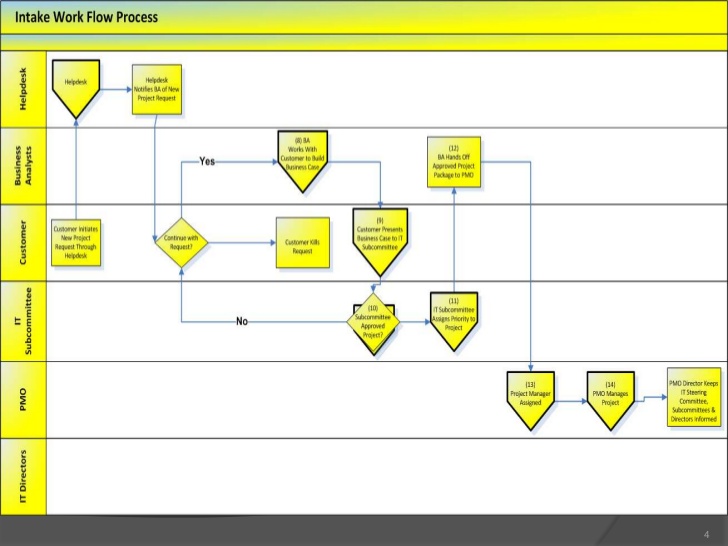 Intake Work Flow Process
Helpdesk
Helpdesk
Helpdesk
Notifies BA of New
Project Request
Business
Analysts
Yes
(8) BA
Works With
Customer to Build
Business Case
(12)
BA Hands Off
Approved Project
Package to PMO
Customer
Customer Initiates
New Project
Request Through
Helpdesk
Continue with
Request?
Customer Kills
Request
(9)
Customer Presents
Business Case to IT
Subcommittee
IT
Subcommittee
No
(10)
Subcommittee
Approved
Project?
(11)
IT Subcommittee
Assigns Priority to
Project
PMO
(13)
Project Manager
Assigned
(14)
PMO Manages
Project
PMO Director Keeps
IT Steering
Committee,
Subcommittees &
Directors Informed
IT Directors
4